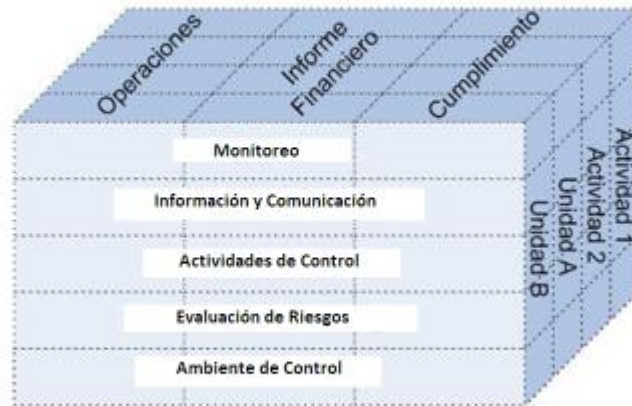 Operaciones
Informe
Financiero
Cumplimiento
Monitoreo
Información y Comunicación
Actividades de Control
Evaluación de Riesgos
Ambiente de Control
Unidad B
Unidad A
Actividad 2
Actividad 1